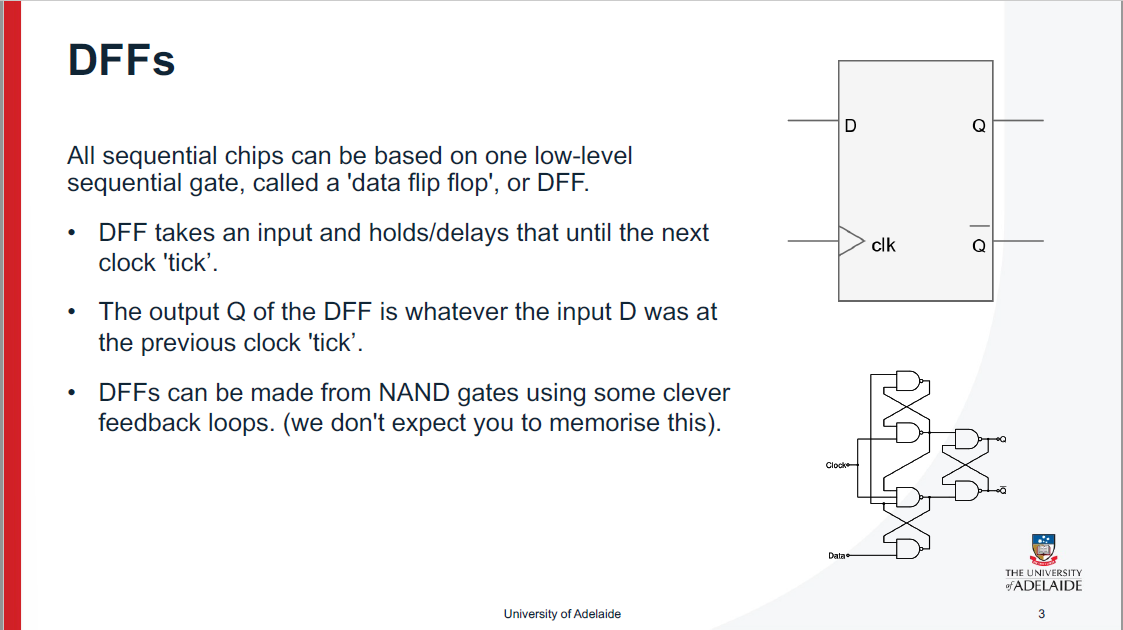 DFFs
All sequential chips can be based on one low-level
sequential gate, called a 'data flip flop', or DFF.
• DFF takes an input and holds/delays that until the next
clock 'tick’.
• The output Q of the DFF is whatever the input D was at
the previous clock 'tick’.
• DFFs can be made from NAND gates using some clever
feedback loops. (we don't expect you to memorise this).
D
Q
clk
Q̅
Clock
Q
Q̅
Data
THE UNIVERSITY
of ADELAIDE
University of Adelaide
3